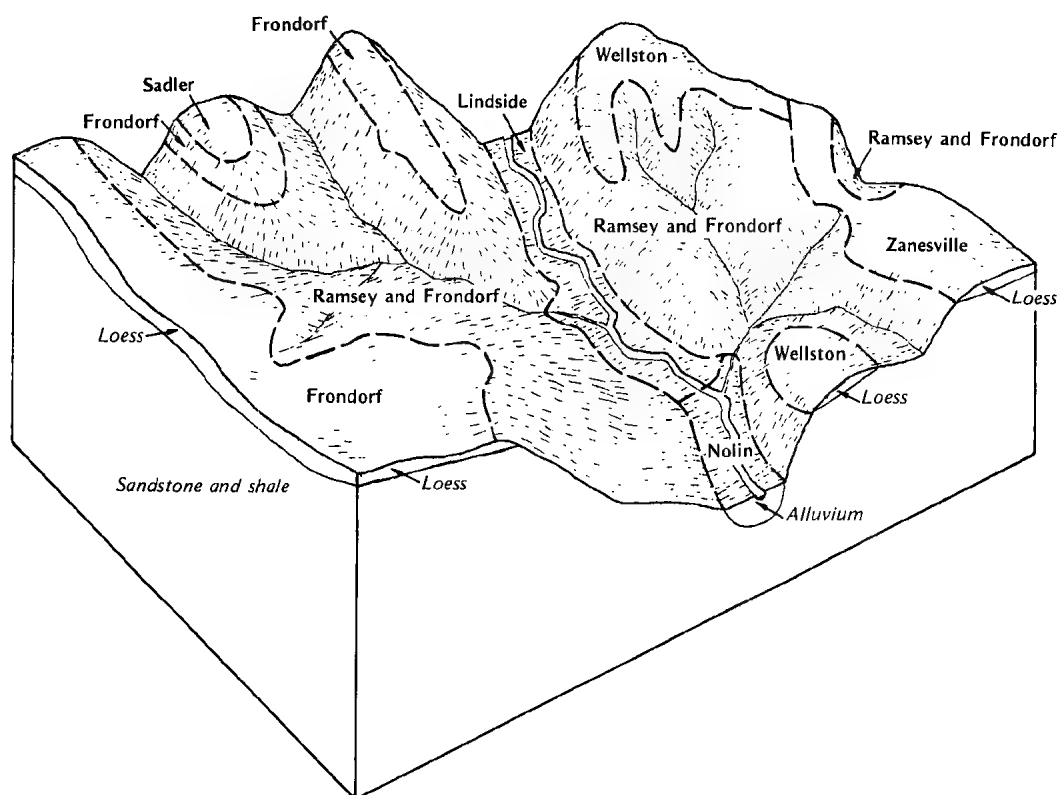 Frondorf
Wellston
Sadler
Lindside
Frondorf
Ramsey and Frondorf
Ramsey and Frondorf
Zanesville
Ramsey and Frondorf
Loess
Loess
Wellston
Frondorf
Loess
Nolin
Sandstone and shale
Loess
Alluvium